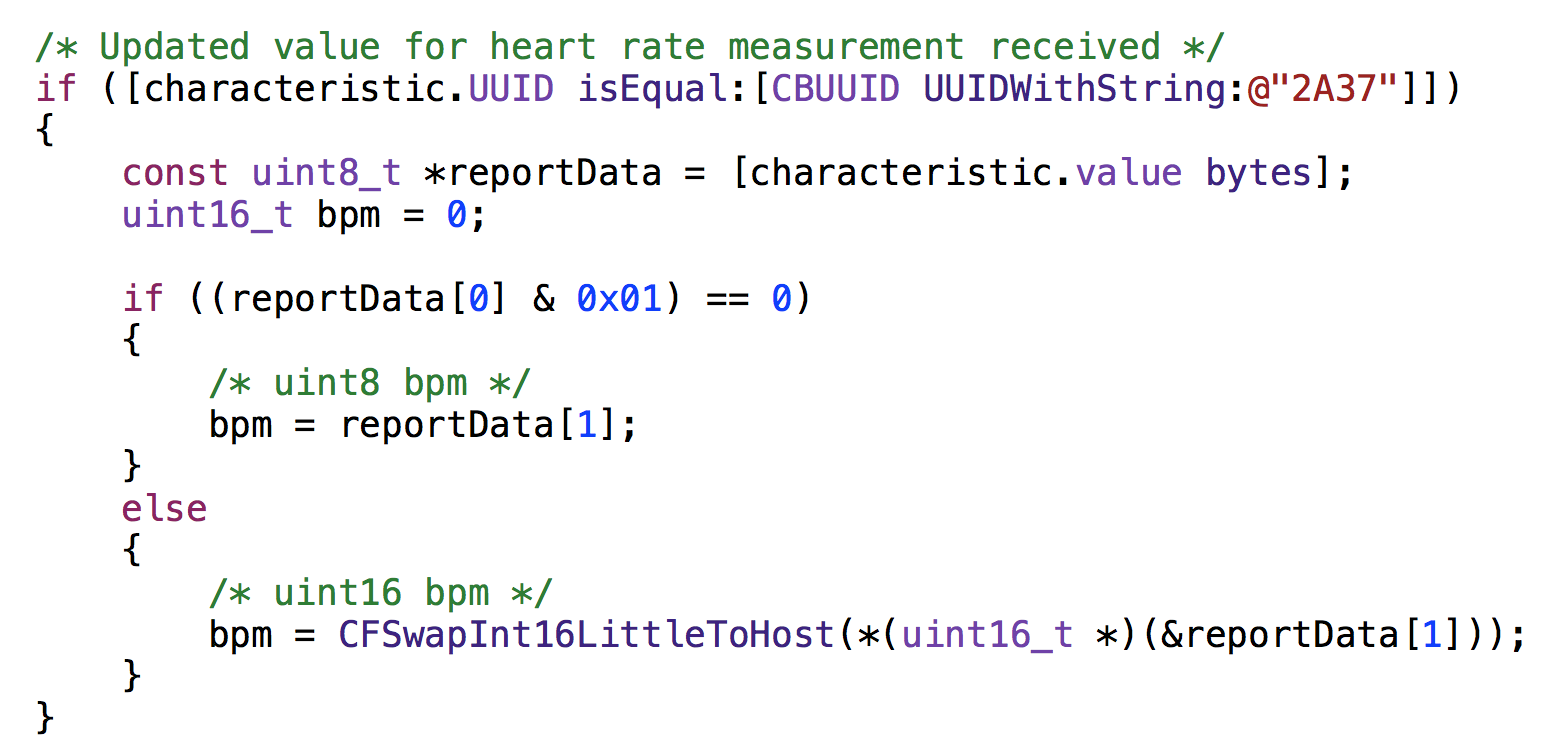 /* Updated value for heart rate measurement received */
if ([characteristic.UUID isEqual:[CBUUID UUIDWithString:@"2A37"]])
{
    const uint8_t *reportData = [characteristic.value bytes];
    uint16_t bpm = 0;

    if ((reportData[0] & 0x01) == 0)
    {
        /* uint8 bpm */
        bpm = reportData[1];
    }
    else
    {
        /* uint16 bpm */
        bpm = CFSwapInt16LittleToHost(*(uint16_t *)(&reportData[1]));
    }
}